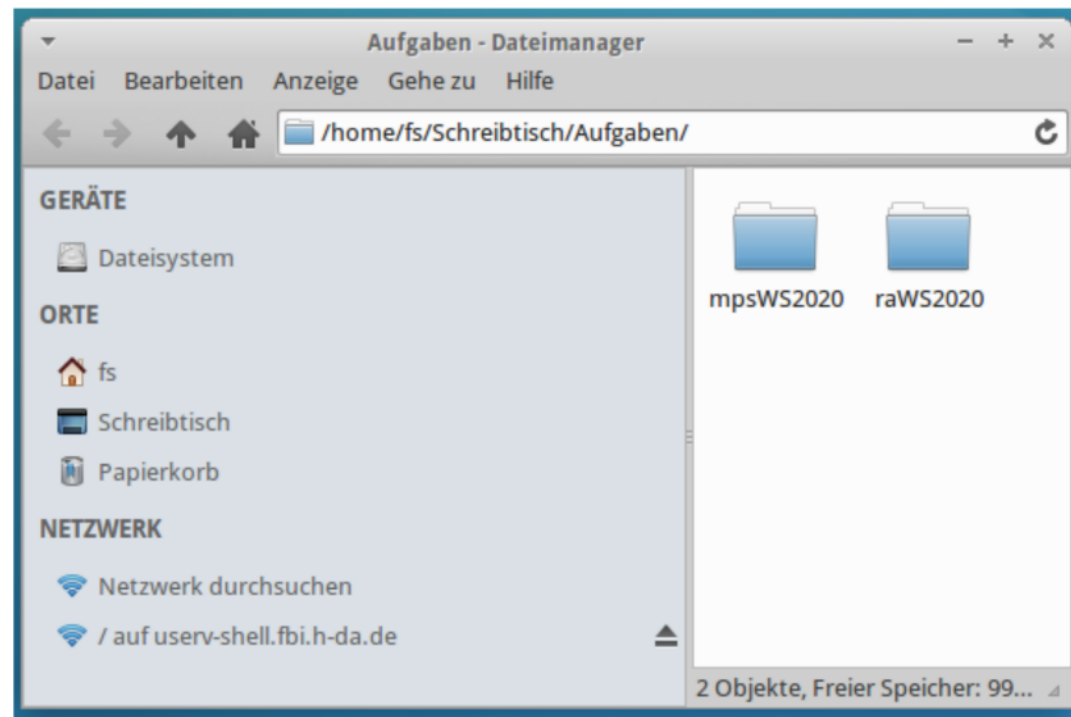 Aufgaben - Dateimanager
Datei Bearbeiten Anzeige Gehe zu Hilfe
/home/fs/Schreibtisch/Aufgaben/
GERÄTE
Dateisystem
ORTE
fs
Schreibtisch
Papierkorb
NETZWERK
Netzwerk durchsuchen
/ auf userv-shell.fbi.h-da.de
mpsWS2020 raWS2020
2 Objekte, Freier Speicher: 99...